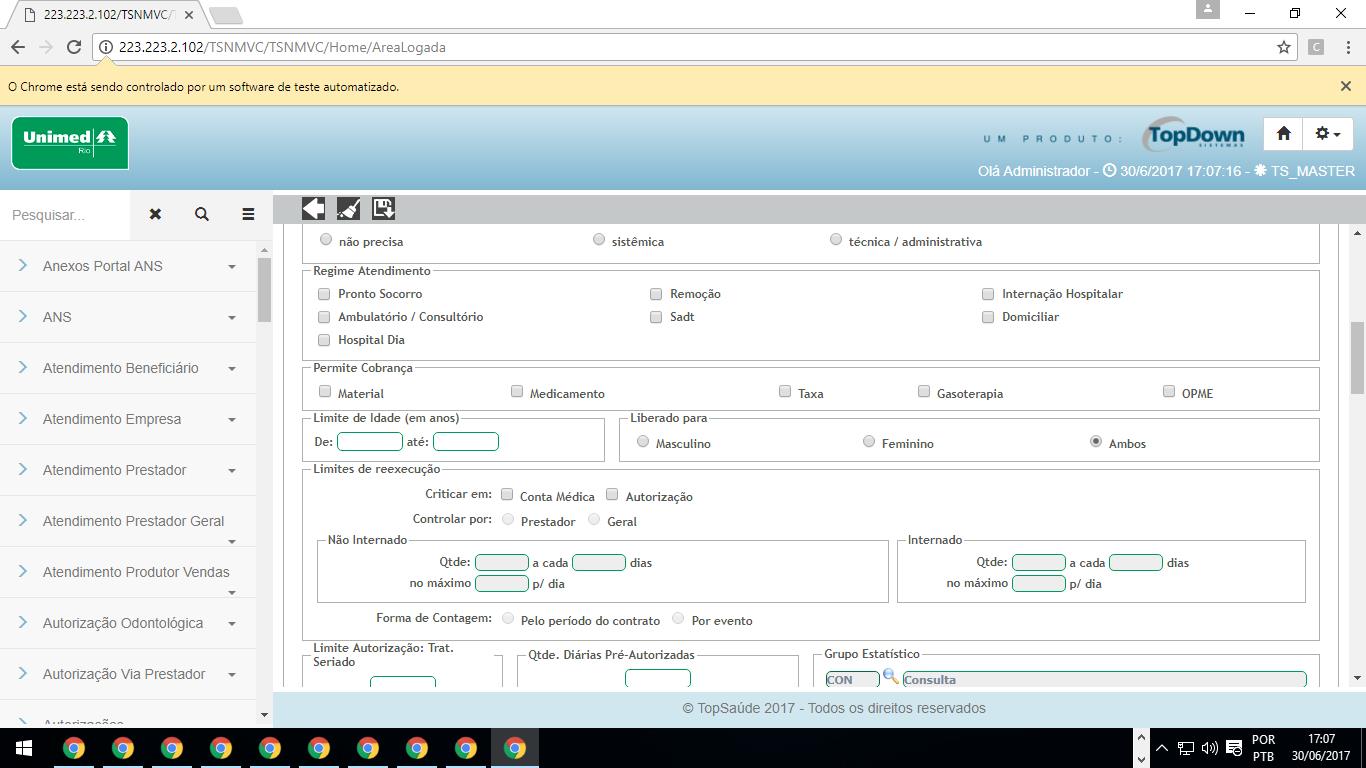 223.223.2.102/TSNMVC/T
223.223.2.102/TSNMVC/TSNMVC/Home/AreaLogada
C
O Chrome está sendo controlado por um software de teste automatizado.
Unimed
Rio
UM PRODUTO:
TopDown
SISTEMAS
Olá Administrador - 30/6/2017 17:07:16 - TS_MASTER
Pesquisar...
Anexos Portal ANS
ANS
Atendimento Beneficiário
Atendimento Empresa
Atendimento Prestador
Atendimento Prestador Geral
Atendimento Produtor Vendas
Autorização Odontológica
Autorização Via Prestador
Autorizações
não precisa sistêmica técnica / administrativa
Regime Atendimento
Pronto Socorro Remoção Internação Hospitalar
Ambulatório / Consultório Sadt Domiciliar
Hospital Dia
Permite Cobrança
Material Medicamento Taxa Gasoterapia OPME
Limite de Idade (em anos) Liberado para
De: até: Masculino Feminino Ambos
Limites de reexecução
Criticar em: Conta Médica Autorização
Controlar por: Prestador Geral
Não Internado Internado
Qtde: a cada dias Qtde: a cada dias
no máximo p/ dia no máximo p/ dia
Forma de Contagem: Pelo período do contrato Por evento
Limite Autorização: Trat. Seriado
Qtde. Diárias Pré-Autorizadas
Grupo Estatístico
CON Consulta
© TopSaúde 2017 - Todos os direitos reservados
POR
PTB
17:07
30/06/2017